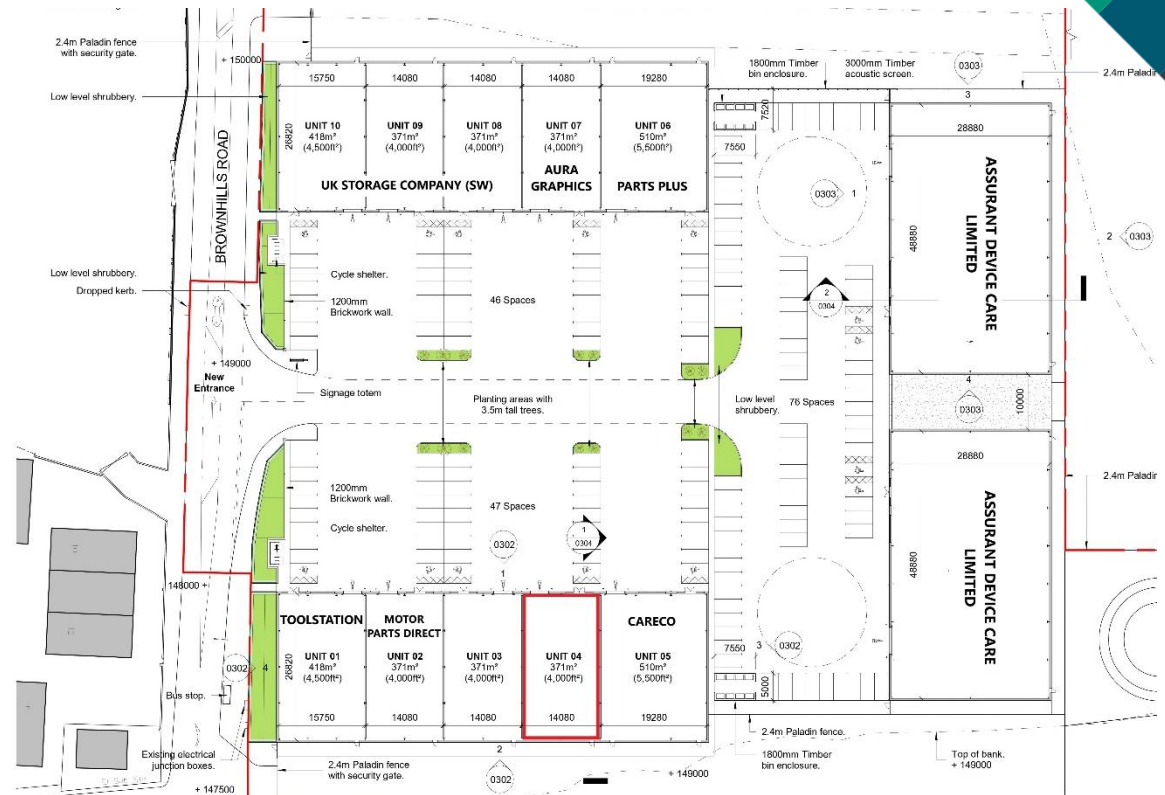 2.4m Paladin fence
with security gate.
+ 150000
Low level shrubbery.
BROWNHILLS ROAD
Low level shrubbery.
Dropped kerb.
+ 149000
New
Entrance
148000 +
Bus stop.
Existing electrical
junction boxes.
+ 147500
15750
14080
14080
14080
19280
26820
UNIT 10
418m²
(4,500ft²)
UNIT 09
371m²
(4,000ft²)
UNIT 08
371m²
(4,000ft²)
UNIT 07
371m²
(4,000ft²)
UNIT 06
510m²
(5,500ft²)
UK STORAGE COMPANY (SW)
AURA
GRAPHICS
PARTS PLUS
1800mm Timber
bin enclosure.
3000mm Timber
acoustic screen.
0303
3
2.4m Paladin
7520
7550
28880
48880
ASSURANT DEVICE CARE
LIMITED
0303
1
2
0303
2
0304
Cycle shelter.
1200mm
Brickwork wall.
46 Spaces
Signage totem
Planting areas with
3.5m tall trees.
Low level
shrubbery.
76 Spaces
4
0303
10000
1200mm
Brickwork wall.
Cycle shelter.
47 Spaces
0302
1
1
0304
28880
48880
ASSURANT DEVICE CARE
LIMITED
2.4m Paladin
TOOLSTATION
MOTOR
PARTS DIRECT
CARECO
26820
UNIT 01
418m²
(4,500ft²)
UNIT 02
371m²
(4,000ft²)
UNIT 03
371m²
(4,000ft²)
UNIT 04
371m²
(4,000ft²)
UNIT 05
510m²
(5,500ft²)
15750
14080
14080
14080
19280
0302
4
7550
3
0302
5000
2
0302
2.4m Paladin fence
with security gate.
+ 149000
2.4m Paladin fence.
1800mm Timber
bin enclosure.
Top of bank.
+ 149000